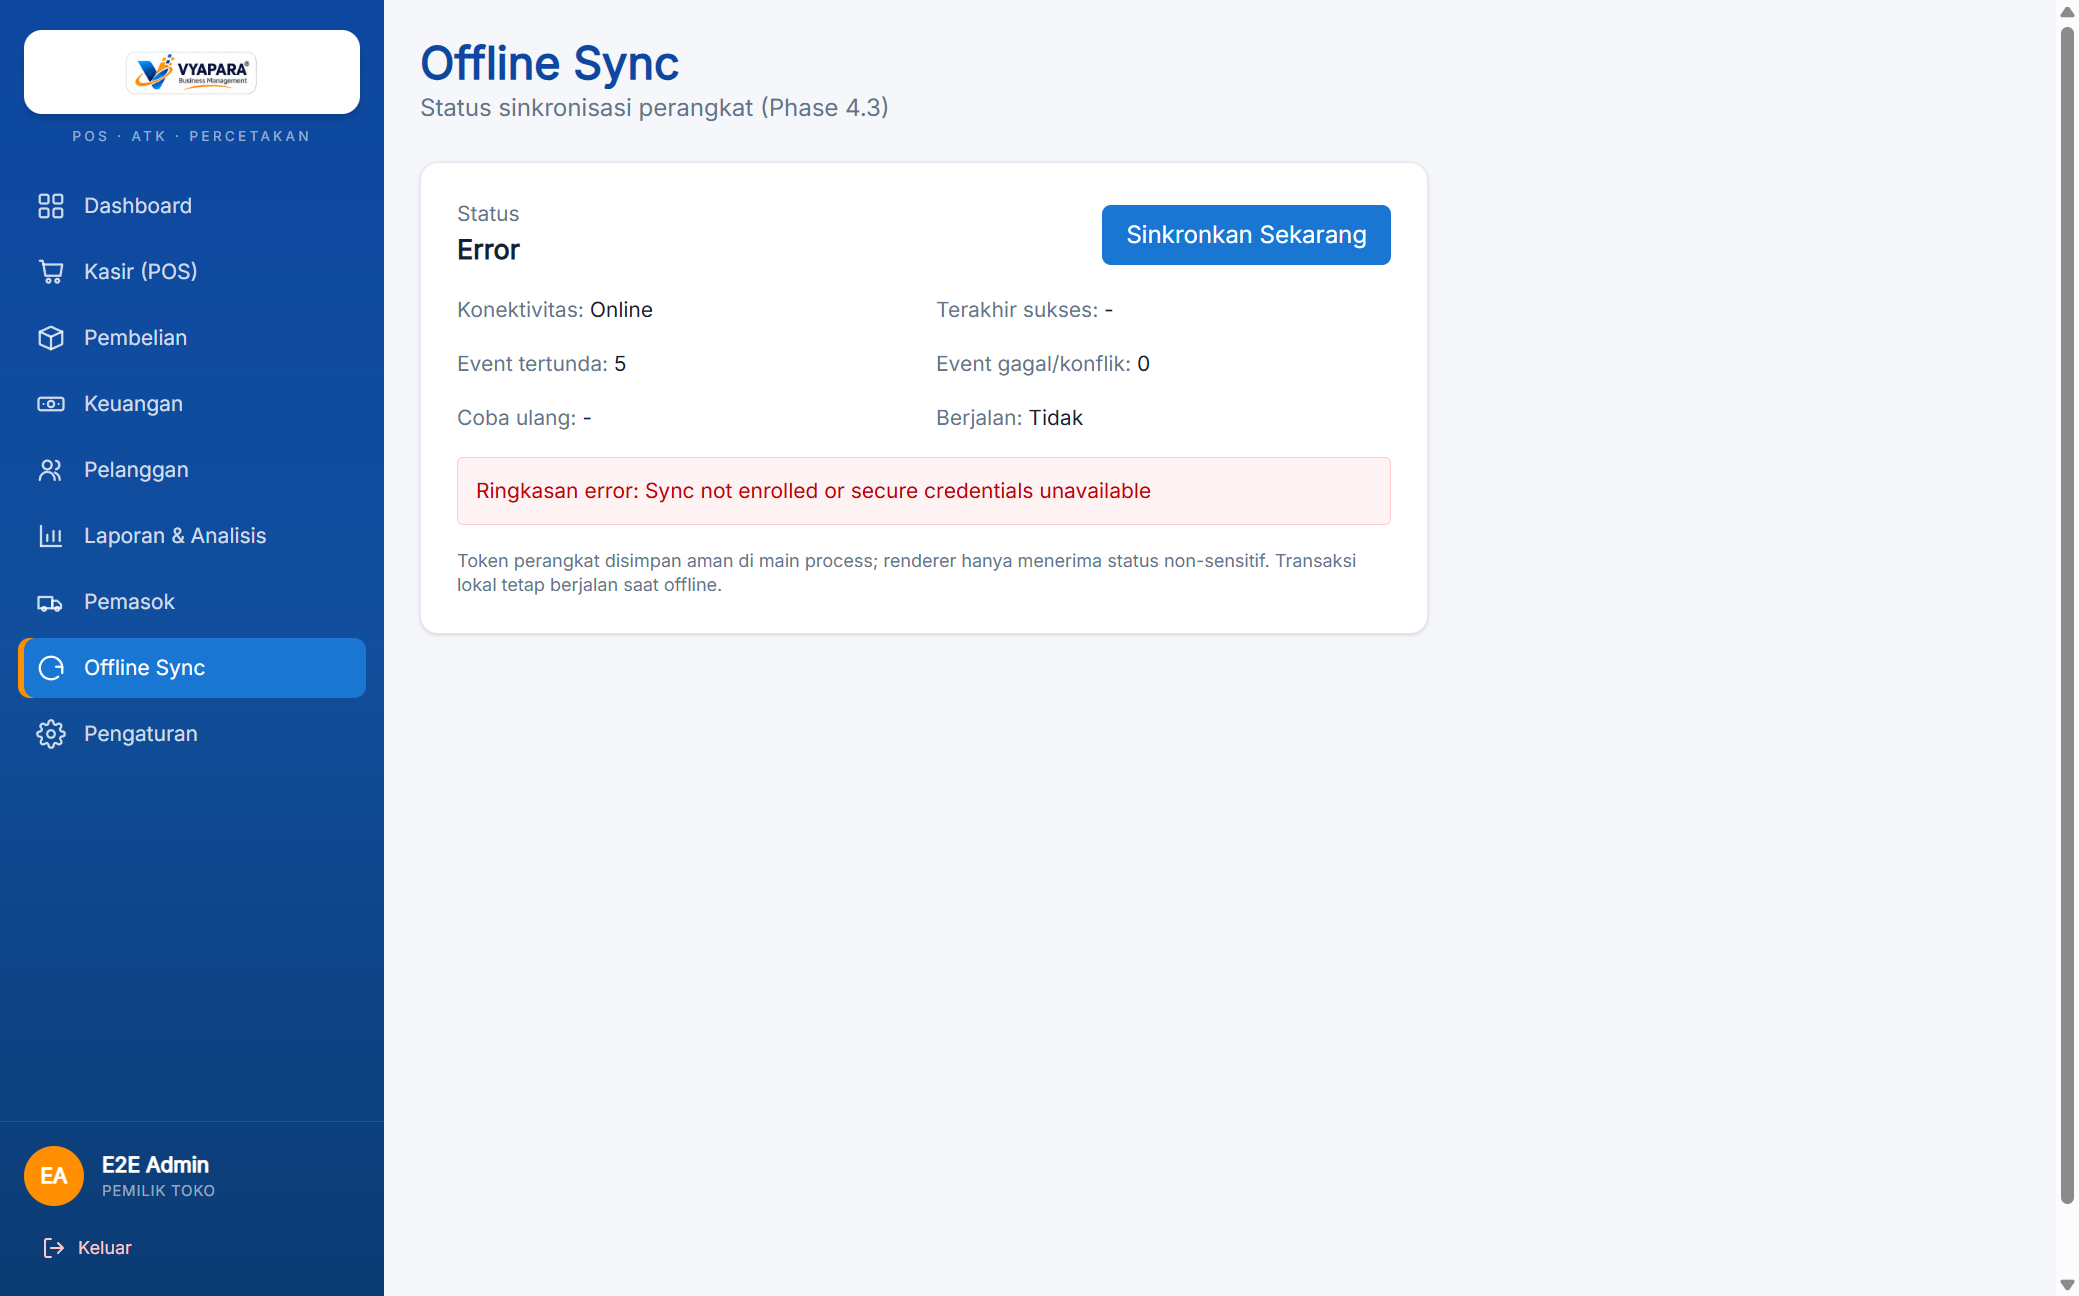 VYAPARA®
Business Management
POS · ATK · PERCETAKAN
Dashboard
Kasir (POS)
Pembelian
Keuangan
Pelanggan
Laporan & Analisis
Pemasok
Offline Sync
Pengaturan
EA
E2E Admin
PEMILIK TOKO
Keluar
Offline Sync
Status sinkronisasi perangkat (Phase 4.3)
Status
Error
Sinkronkan Sekarang
Konektivitas: Online
Terakhir sukses: -
Event tertunda: 5
Event gagal/konflik: 0
Coba ulang: -
Berjalan: Tidak
Ringkasan error: Sync not enrolled or secure credentials unavailable
Token perangkat disimpan aman di main process; renderer hanya menerima status non-sensitif. Transaksi
lokal tetap berjalan saat offline.